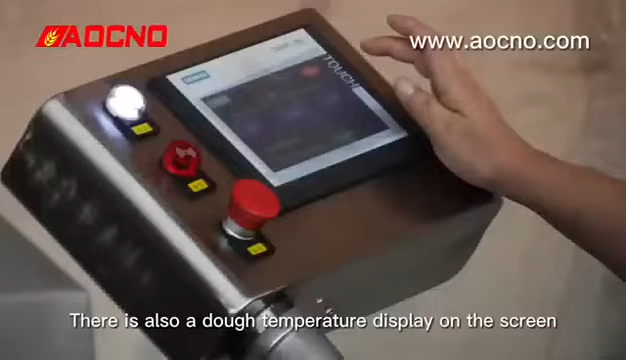 AOCNO
www.aocno.com
TOUCH
There is also a dough temperature display on the screen